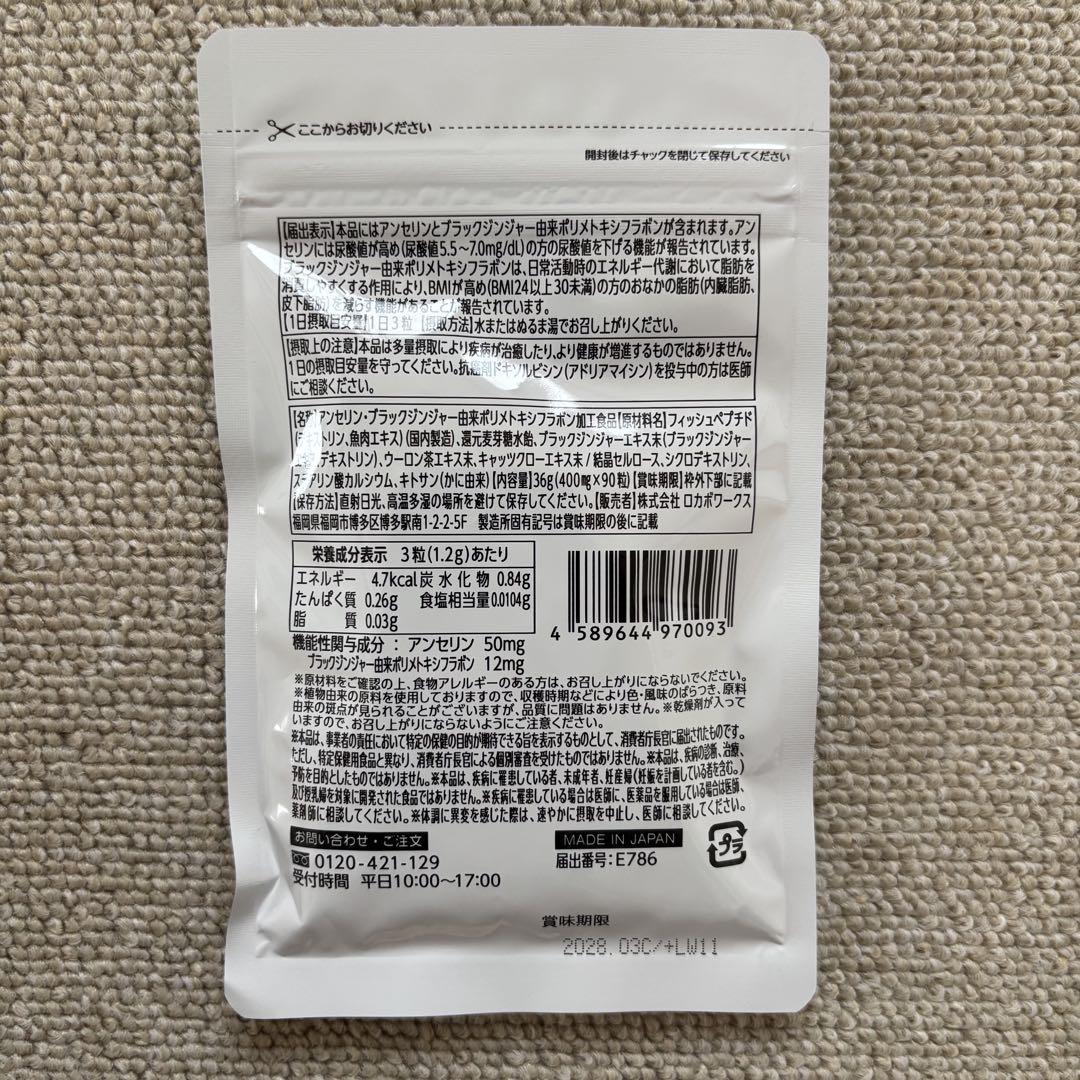 ここからお切りください
開封後はチャックを閉じて保存してください
【届出表示】本品にはアンセリンとブラックジンジャー由来ポリメトキシフラボンが含まれます。アン
セリンには尿酸値が高め(尿酸値5.5〜7.0mg/dL)の方の尿酸値を下げる機能が報告されています。
ブラックジンジャー由来ポリメトキシフラボンは、日常活動時のエネルギー代謝において脂肪を
消費しやすくする作用により、BMIが高め(BMI24以上30未満)の方のおなかの脂肪(内臓脂肪、
皮下脂肪)を減らす機能があることが報告されています。
【1日摂取目安量】1日3粒 【摂取方法】水またはぬるま湯でお召し上がりください。
【摂取上の注意】本品は多量摂取により疾病が治癒したり、より健康が増進するものではありません。
1日の摂取目安量を守ってください。抗癌剤ドキソルビシン(アドリアマイシン)を投与中の方は医師
にご相談ください。
【名称】アンセリン・ブラックジンジャー由来ポリメトキシフラボン加工食品【原材料名】フィッシュペプチド
(デキストリン、魚肉エキス)(国内製造)、還元麦芽糖水飴、ブラックジンジャーエキス末(ブラックジンジャー
エキス、デキストリン)、ウーロン茶エキス末、キャッツクローエキス末/結晶セルロース、シクロデキストリン、
ステアリン酸カルシウム、キトサン(かに由来)【内容量】36g(400mg×90粒)【賞味期限】枠外下部に記載
【保存方法】直射日光、高温多湿の場所を避けて保存してください。【販売者】株式会社 ロカボワークス
福岡県福岡市博多区博多駅南1-2-2-5F 製造所固有記号は賞味期限の後に記載
栄養成分表示 3粒(1.2g)あたり
エネルギー 4.7kcal 炭水化物 0.84g
たんぱく質 0.26g 食塩相当量 0.0104g
脂質 0.03g
4 589644 970093
機能性関与成分 : アンセリン 50mg
ブラックジンジャー由来ポリメトキシフラボン 12mg
※原材料をご確認の上、食物アレルギーのある方は、お召し上がりにならないでください。
※植物由来の原料を使用しておりますので、収穫時期などにより色・風味のばらつき、原料
由来の斑点が見られることがございますが、品質に問題はありません。※乾燥剤が入って
いますので、お召し上がりにならないようにご注意ください。
※本品は、事業者の責任において特定の保健の目的が期待できる旨を表示するものとして、消費者庁長官に届出されたものです。
ただし、特定保健用食品と異なり、消費者庁長官による個別審査を受けたものではありません。※本品は、疾病の診断、治療、
予防を目的としたものではありません。※本品は、疾病に罹患している者、未成年者、妊産婦(妊娠を計画している者を含む。)
及び授乳婦を対象に開発された食品ではありません。※疾病に罹患している場合は医師に、医薬品を服用している場合は医師、
薬剤師に相談してください。※体調に異変を感じた際は、速やかに摂取を中止し、医師に相談してください。
お問い合わせ・ご注文
0120-421-129
受付時間 平日10:00〜17:00
MADE IN JAPAN
届出番号:E786
プラ
賞味期限
2028.03C/+LW11